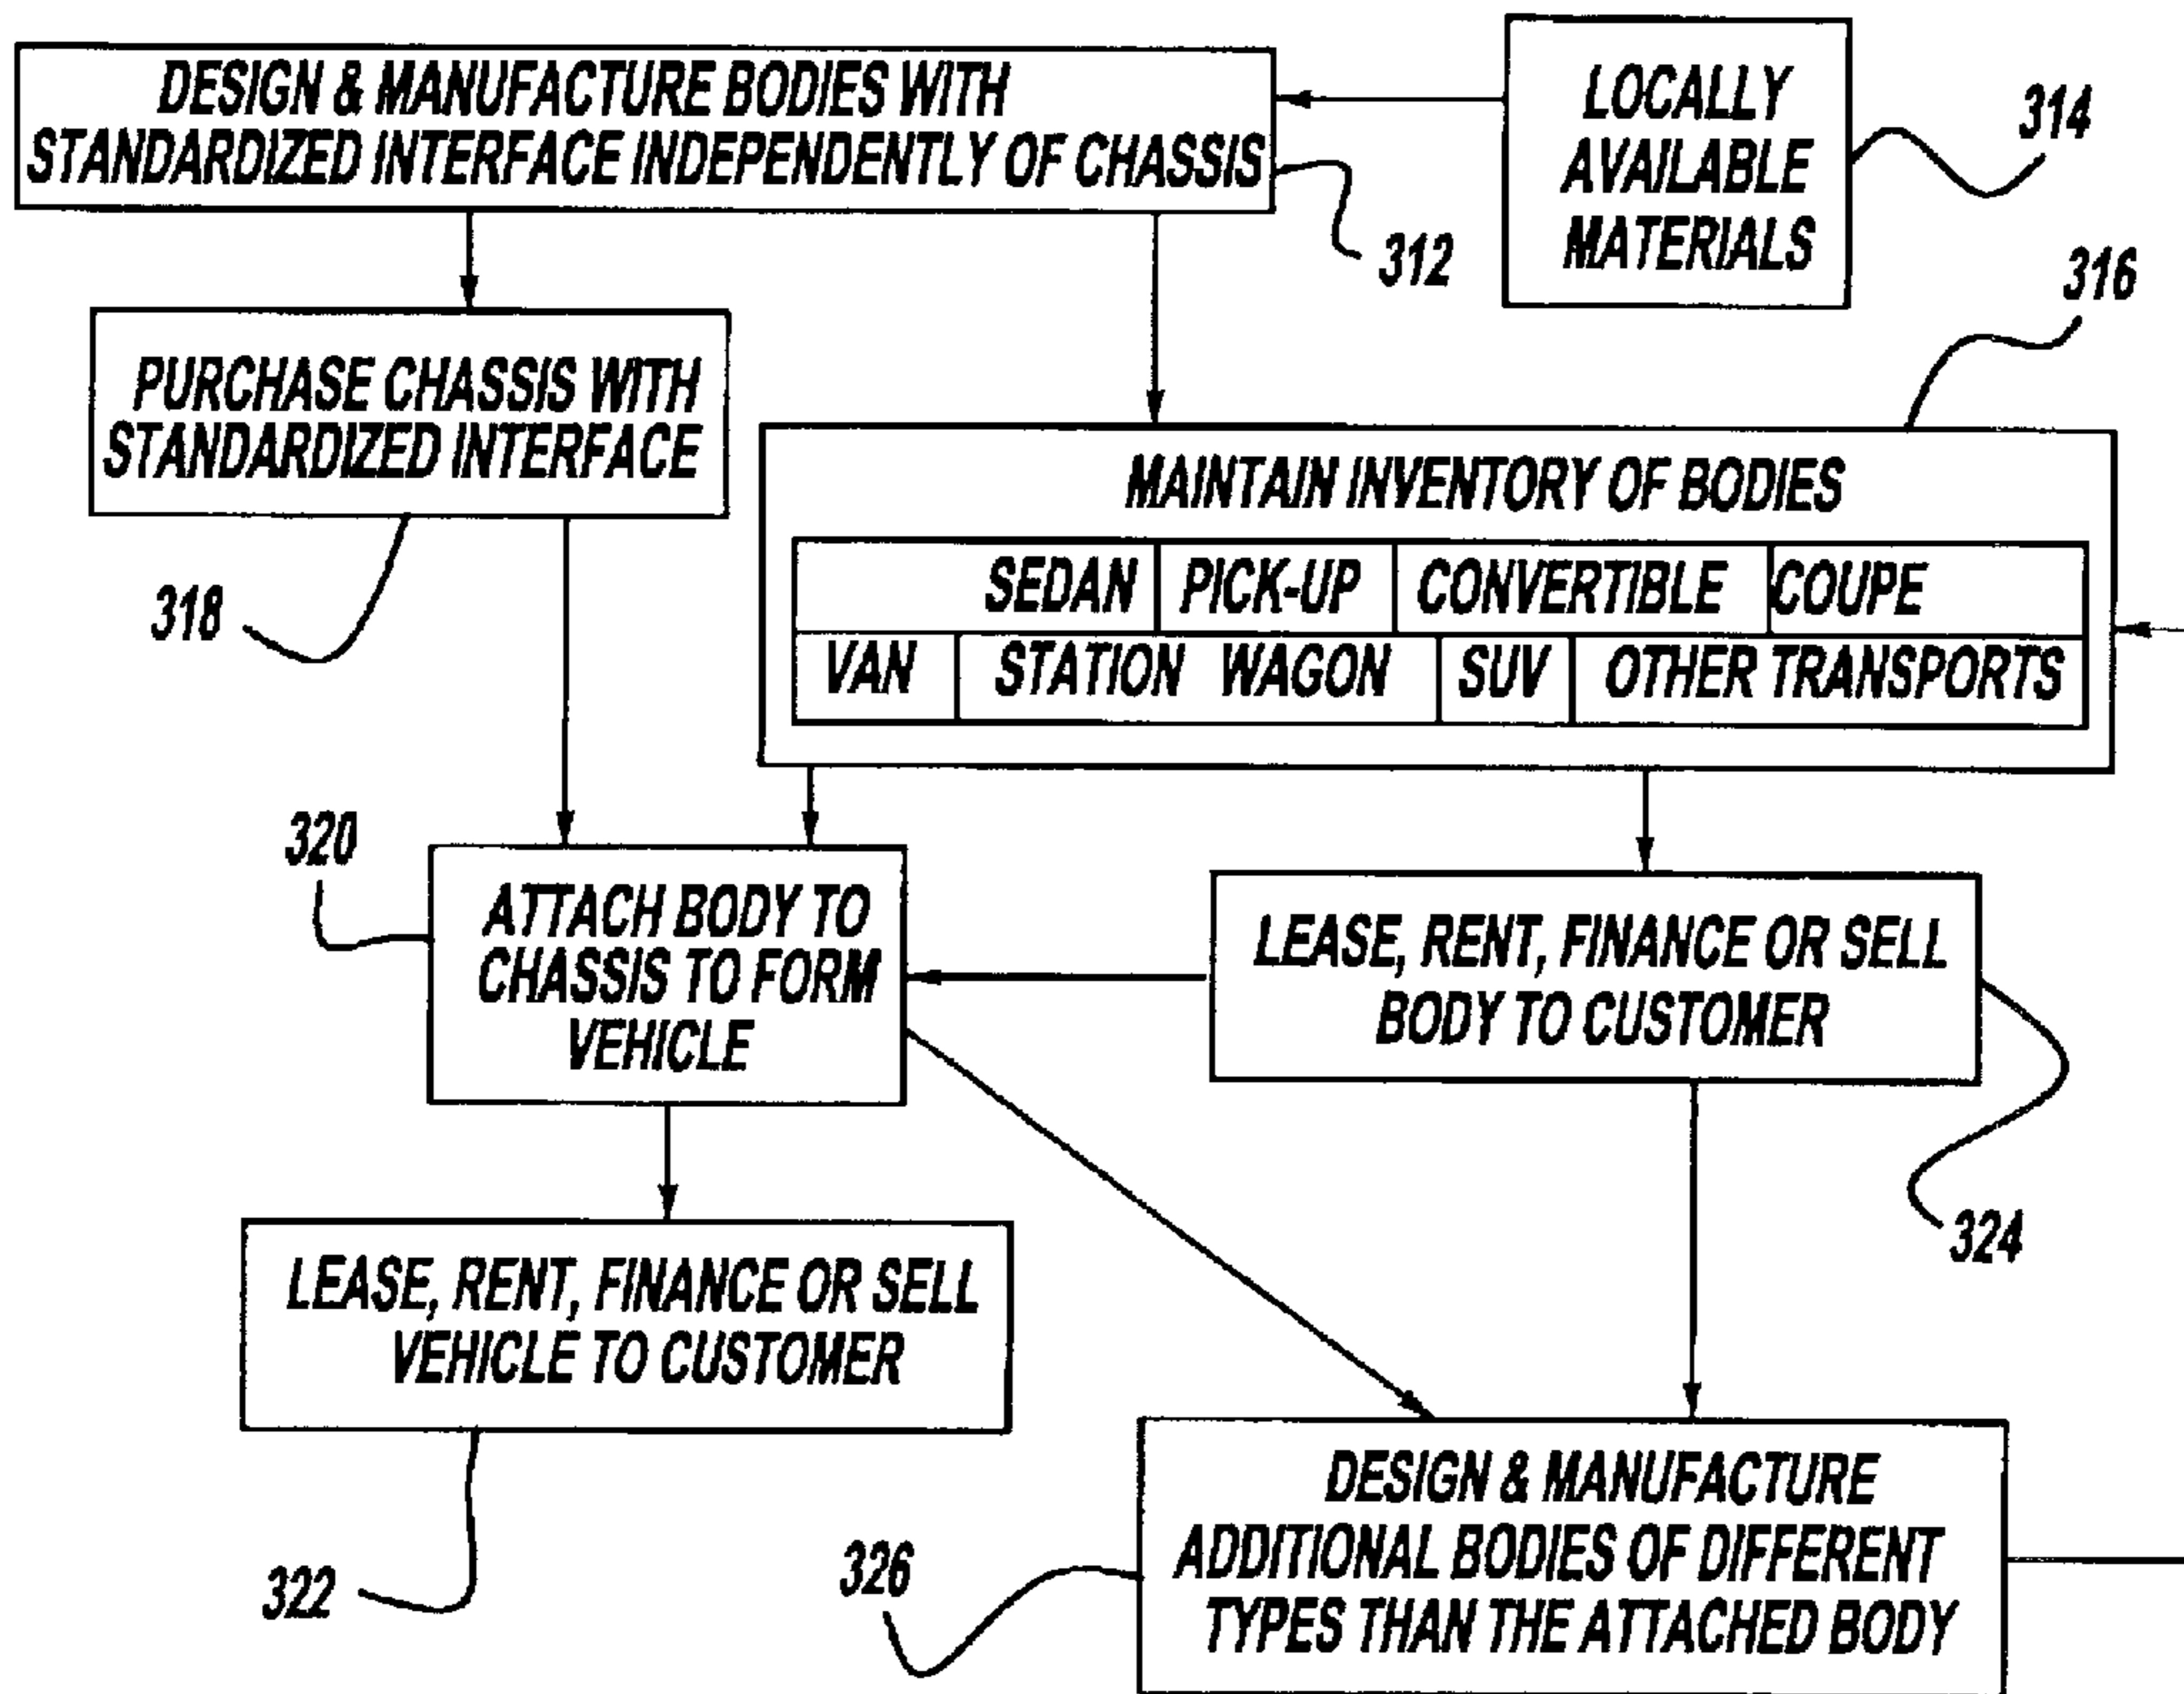 DESIGN & MANUFACTURE BODIES WITH
STANDARDIZED INTERFACE INDEPENDENTLY OF CHASSIS
312
LOCALLY
AVAILABLE
MATERIALS
314
316
PURCHASE CHASSIS WITH
STANDARDIZED INTERFACE
318
MAINTAIN INVENTORY OF BODIES
SEDAN PICK-UP CONVERTIBLE COUPE
VAN STATION WAGON SUV OTHER TRANSPORTS
320
ATTACH BODY TO
CHASSIS TO FORM
VEHICLE
LEASE, RENT, FINANCE OR SELL
BODY TO CUSTOMER
324
LEASE, RENT, FINANCE OR SELL
VEHICLE TO CUSTOMER
322
326
DESIGN & MANUFACTURE
ADDITIONAL BODIES OF DIFFERENT
TYPES THAN THE ATTACHED BODY